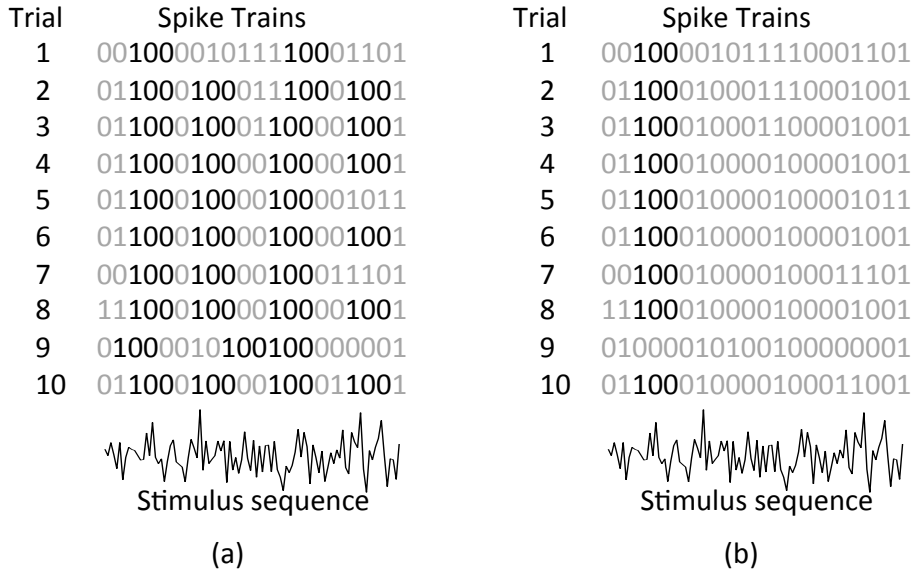 Trial Spike Trains Trial Spike Trains
1 00100001011110001101 1 00100001011110001101
2 01100010001110001001 2 01100010001110001001
3 01100010001100001001 3 01100010001100001001
4 01100010000100001001 4 01100010000100001001
5 01100010000100001011 5 01100010000100001011
6 01100010000100001001 6 01100010000100001001
7 00100010000100011101 7 00100010000100011101
8 11100010000100001001 8 11100010000100001001
9 01000010100100000001 9 01000010100100000001
10 01100010000100011001 10 01100010000100011001
Stimulus sequence Stimulus sequence
(a) (b)